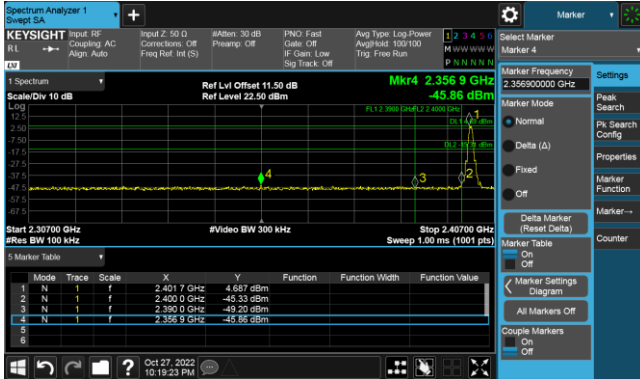 Spectrum Analyzer 1
Swept SA
Marker
KEYSIGHT
RL
Input: RF
Coupling: AC
Align: Auto
Input Z: 50 Ω
Corrections: Off
Freq Ref: Int (S)
#Atten: 30 dB
Preamp: Off
PNO: Fast
Gate: Off
IF Gain: Low
Sig Track: Off
Avg Type: Log-Power
Avg|Hold: 100/100
Trig: Free Run
1 2 3 4 5 6
M W W W W W
P N N N N N
LXI
1 Spectrum
Scale/Div 10 dB
Ref Lvl Offset 11.50 dB
Ref Level 22.50 dBm
Mkr4 2.356 9 GHz
-45.86 dBm
Log
FL1 2.3900 GHz
FL2 2.4000 GHz
12.5
2.50
-7.50
-17.5
-27.5
-37.5
-47.5
-57.5
-67.5
1
2
3
4
Start 2.30700 GHz
#Res BW 100 kHz
#Video BW 300 kHz
Stop 2.40700 GHz
Sweep 1.00 ms (1001 pts)
5 Marker Table
Mode Trace Scale X Y Function Function Width Function Value
1 N 1 f 2.401 7 GHz 4.687 dBm
2 N 1 f 2.400 0 GHz -45.33 dBm
3 N 1 f 2.390 0 GHz -49.20 dBm
4 N 1 f 2.356 9 GHz -45.86 dBm
5
6
Oct 27, 2022
10:19:23 PM
Select Marker
Marker 4
Marker Frequency
2.356900000 GHz
Marker Mode
Normal
Delta (Δ)
Fixed
Off
Delta Marker
(Reset Delta)
Marker Table
On
Off
Marker Settings
Diagram
All Markers Off
Couple Markers
On
Off
Settings
Peak
Search
Pk Search
Config
Properties
Marker
Function
Marker→
Counter